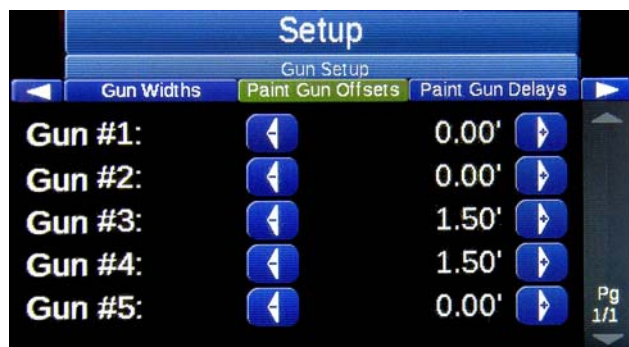 Setup
Gun Setup
Gun Widths Paint Gun Offsets Paint Gun Delays
Gun #1: - 0.00' +
Gun #2: - 0.00' +
Gun #3: - 1.50' +
Gun #4: - 1.50' +
Gun #5: - 0.00' +
Pg
1/1